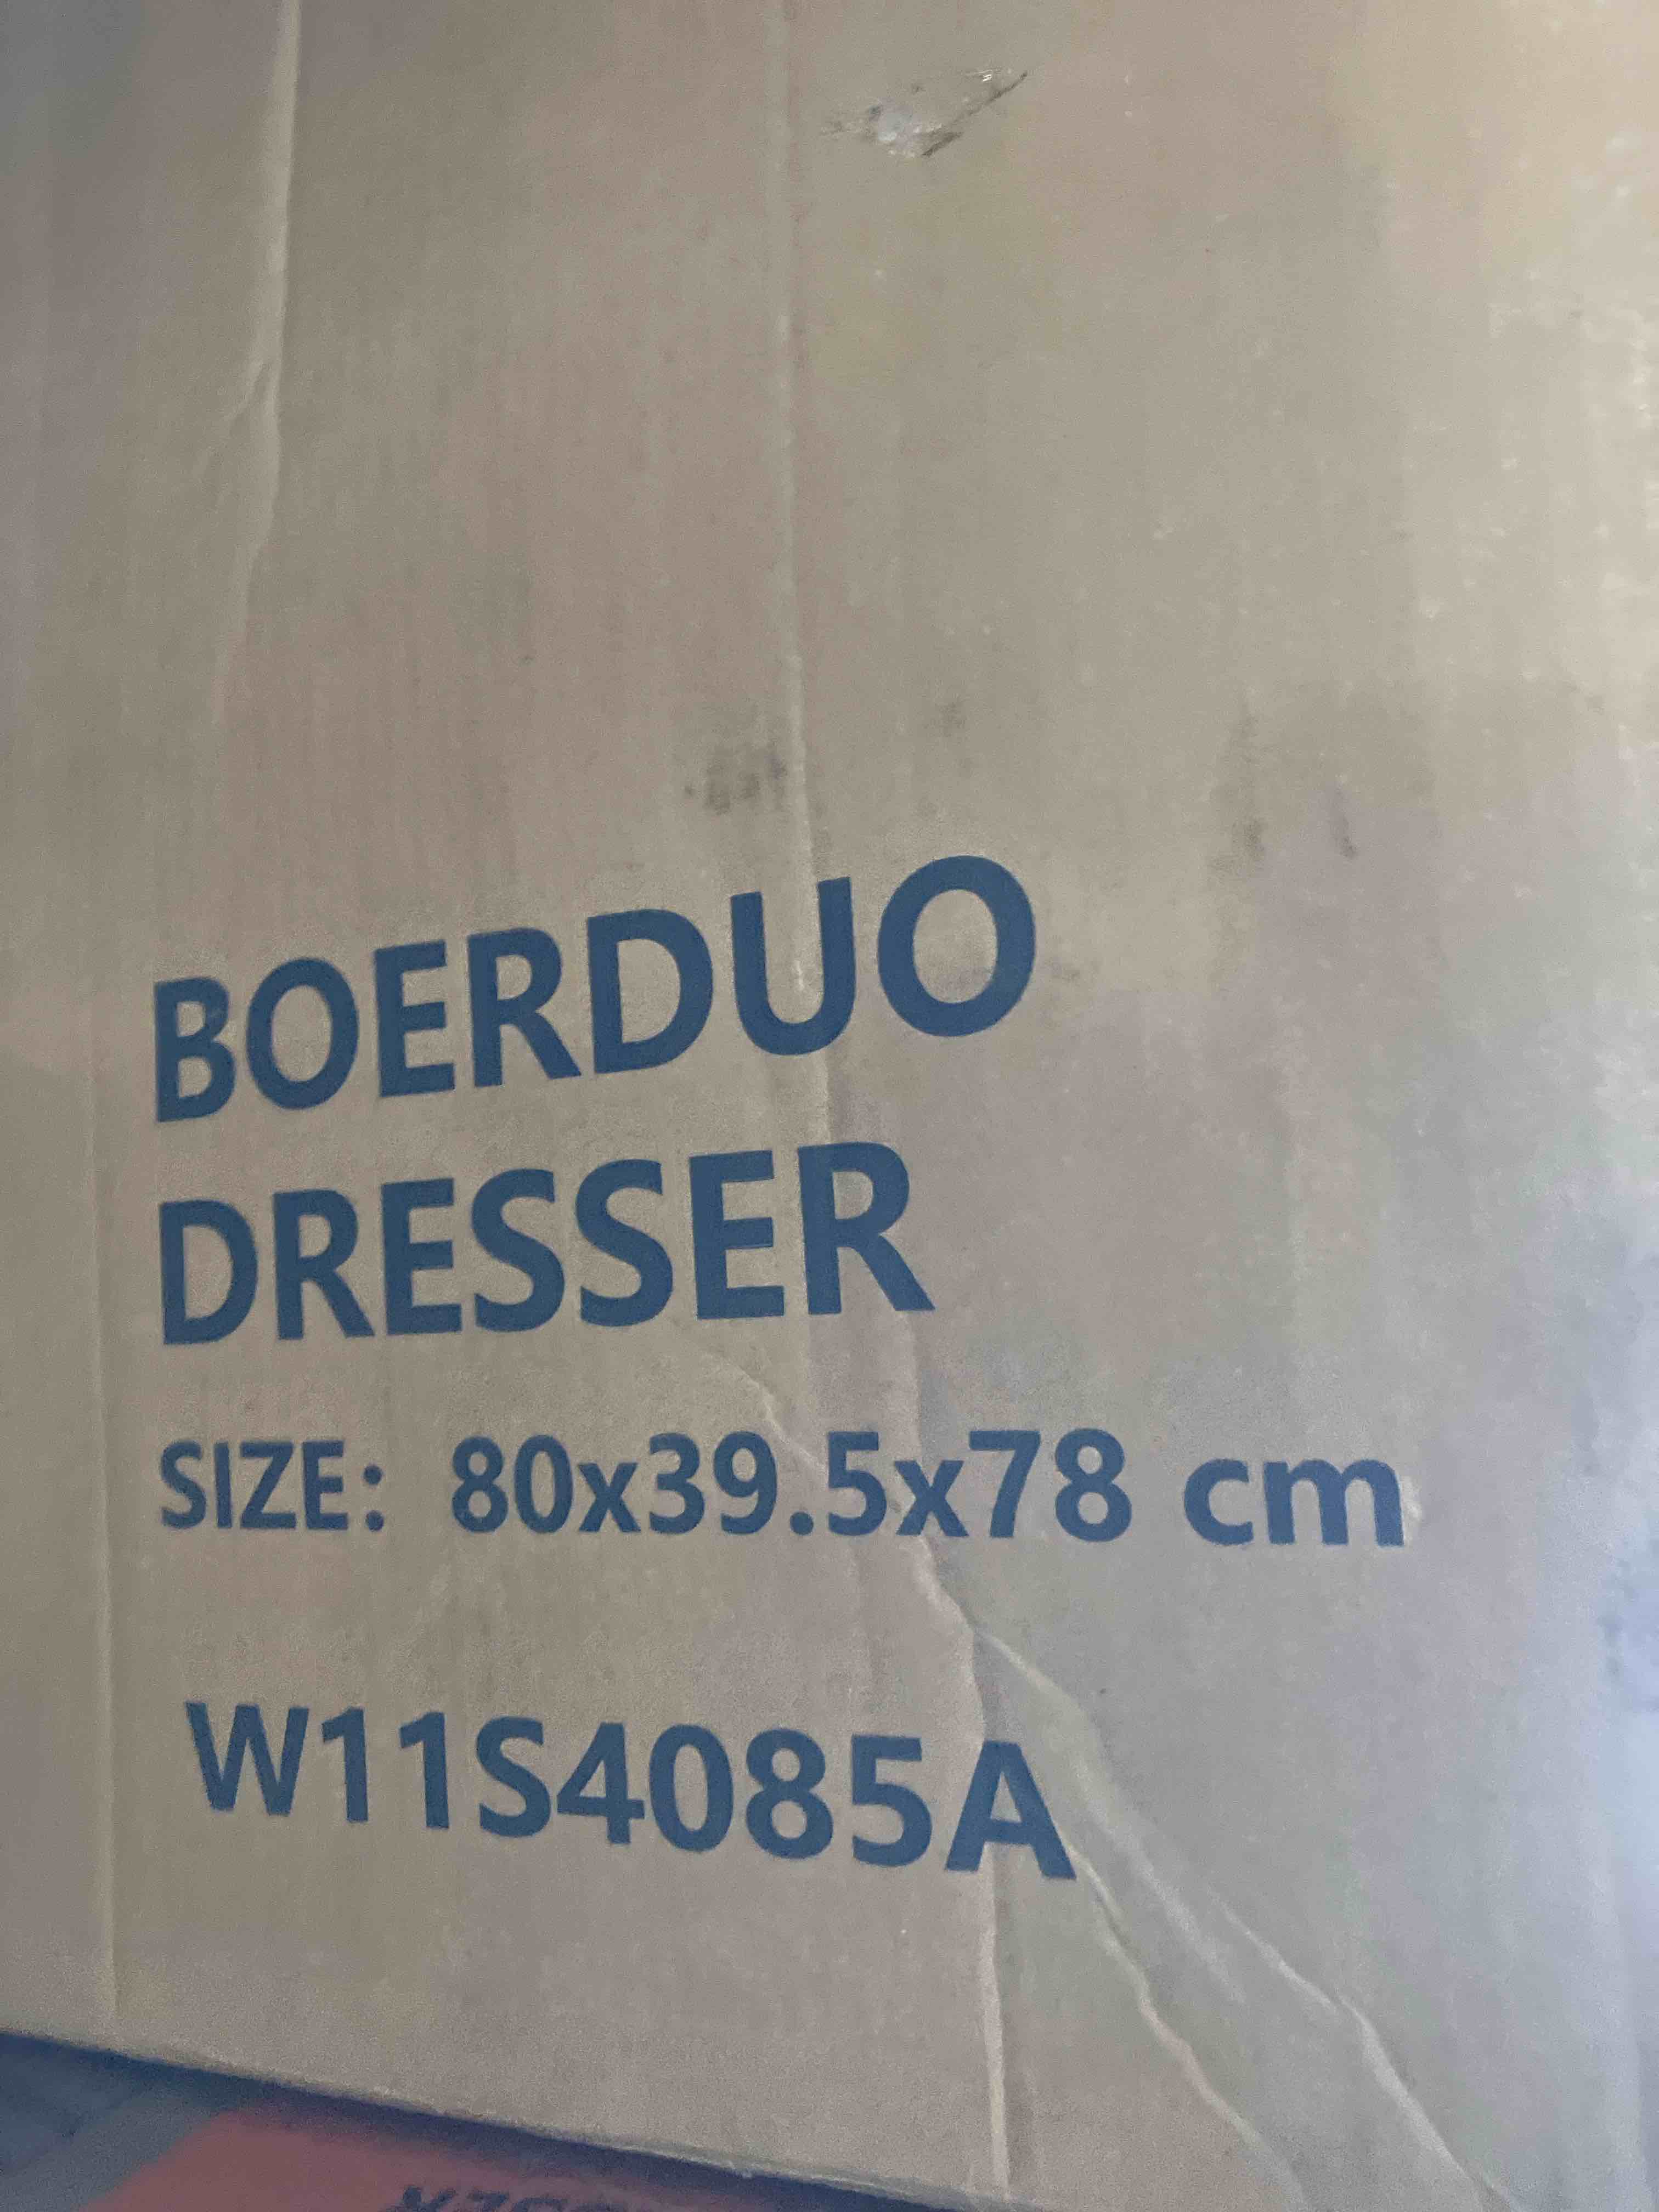 BOERDUO
DRESSER
SIZE: 80x39.5x78 cm
W11S4085A